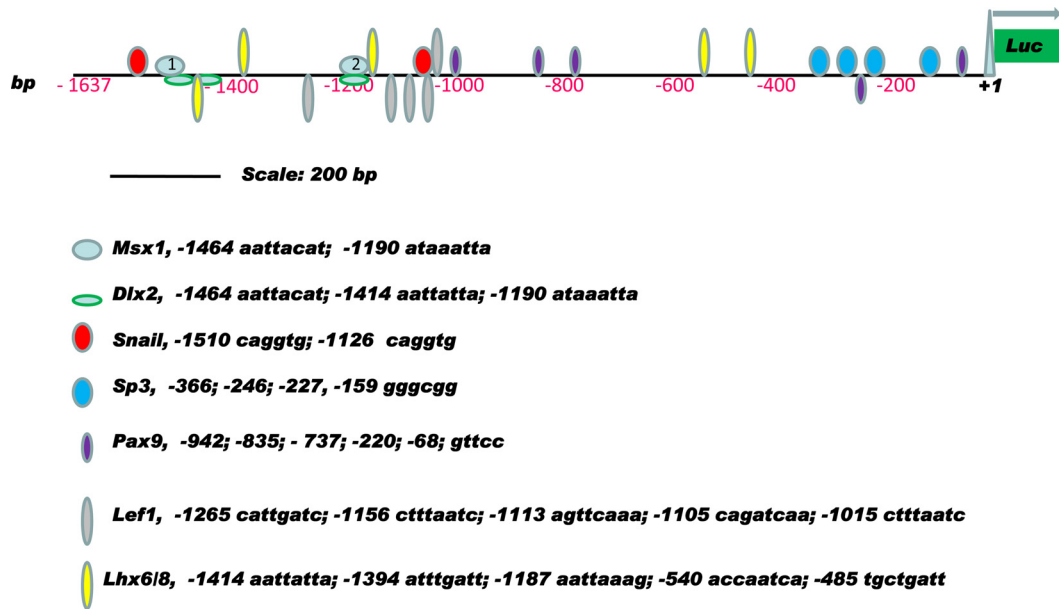 1 2 Luc
bp - 1637 -1400 -1200 -1000 -800 -600 -400 -200 +1
Scale: 200 bp
Msx1, -1464 aattacat; -1190 ataaatta
Dlx2, -1464 aattacat; -1414 aattatta; -1190 ataaatta
Snail, -1510 caggtg; -1126 caggtg
Sp3, -366; -246; -227, -159 gggcgg
Pax9, -942; -835; - 737; -220; -68; gttcc
Lef1, -1265 cattgatc; -1156 ctttaatc; -1113 agttcaaa; -1105 cagatcaa; -1015 ctttaatc
Lhx6/8, -1414 aattatta; -1394 atttgatt; -1187 aattaaag; -540 accaatca; -485 tgctgatt